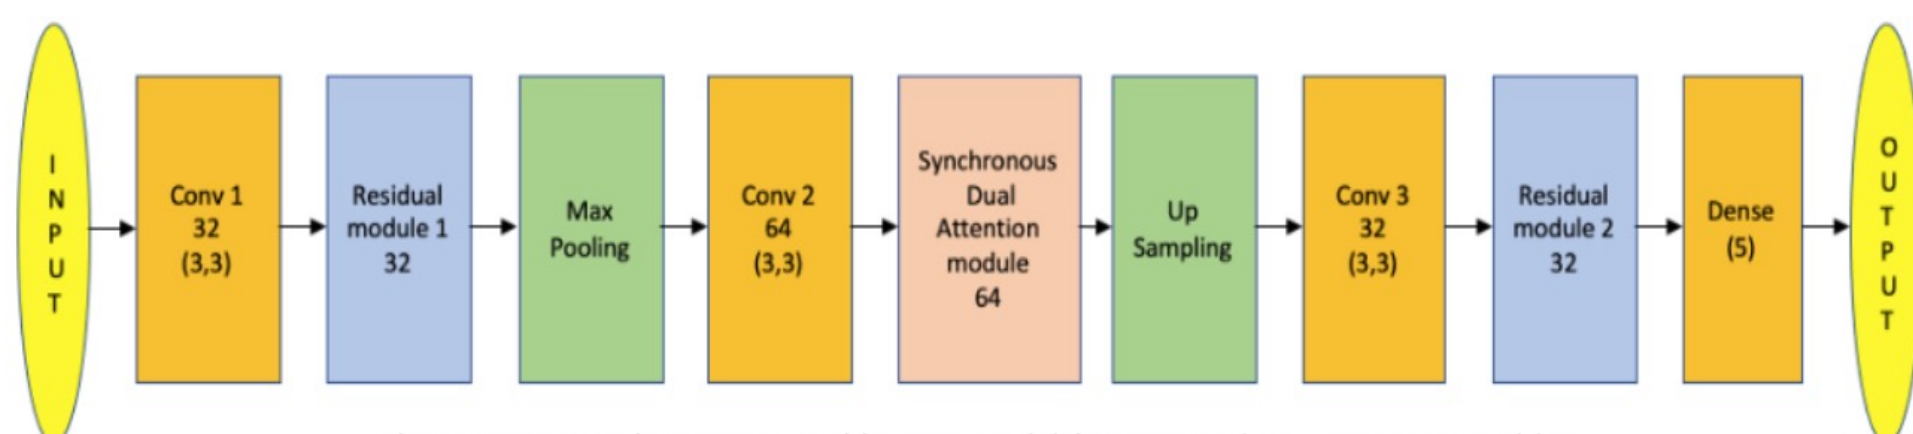 I
N
P
U
T
Conv 1
32
(3,3)
Residual
module 1
32
Max
Pooling
Conv 2
64
(3,3)
Synchronous
Dual
Attention
module
64
Up
Sampling
Conv 3
32
(3,3)
Residual
module 2
32
Dense
(5)
O
U
T
P
U
T